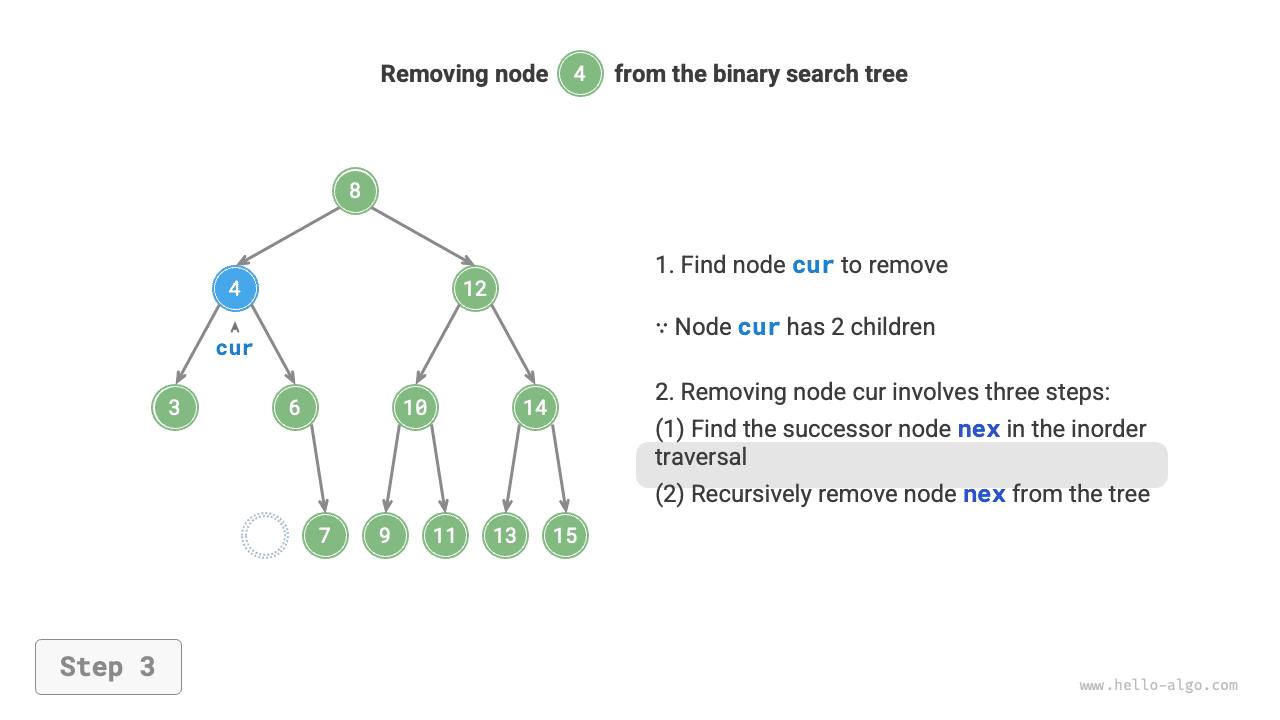 Removing node 4 from the binary search tree
8
4
12
cur
3
6
10
14
7
9
11
13
15
1. Find node cur to remove
∵ Node cur has 2 children
2. Removing node cur involves three steps:
(1) Find the successor node nex in the inorder
traversal
(2) Recursively remove node nex from the tree
Step 3
www.hello-algo.com